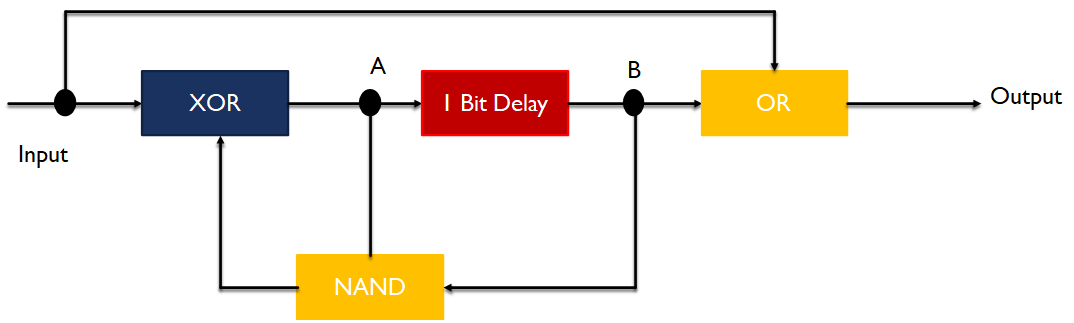 A
B
XOR
1 Bit Delay
OR
Output
Input
NAND